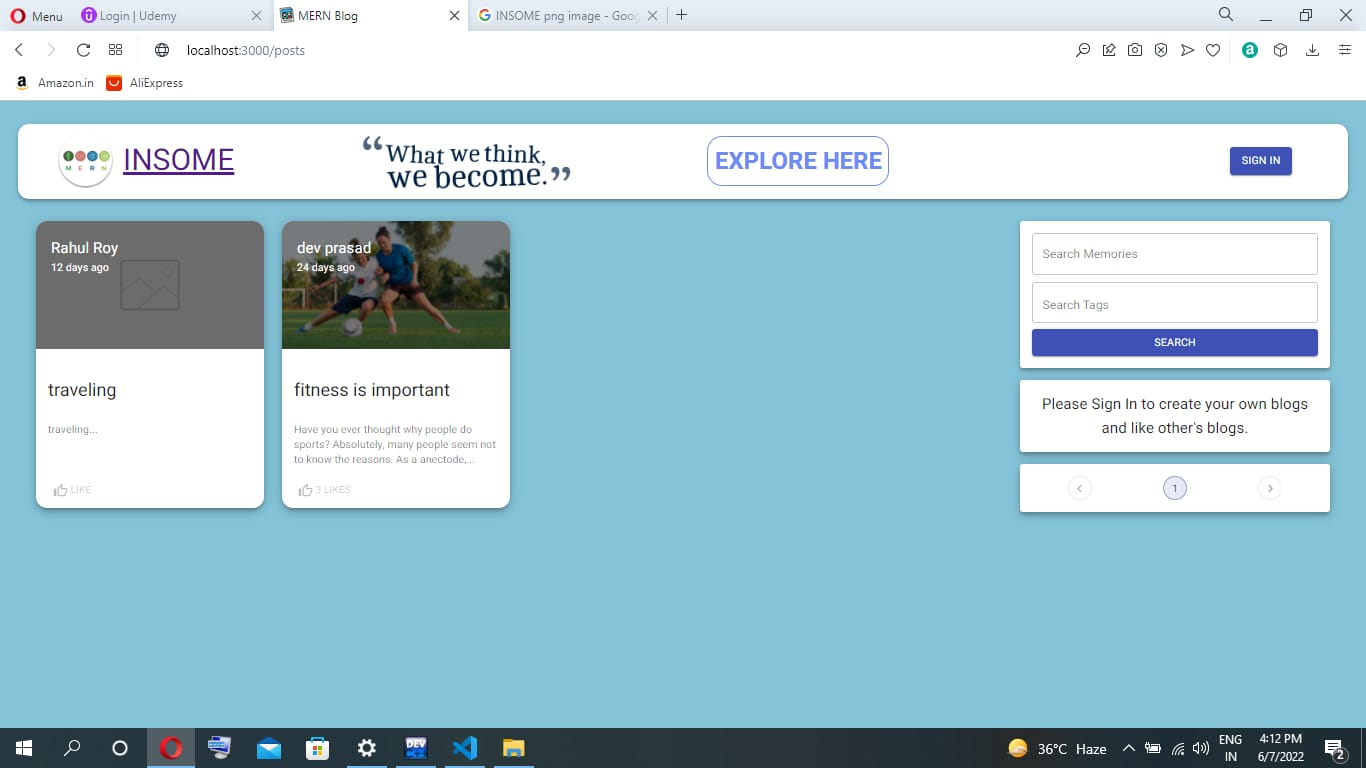 Menu
Login | Udemy
MERN Blog
INSOME png image - Goog
localhost:3000/posts
Amazon.in
AliExpress
MERN
INSOME
“What we think,
we become.”
EXPLORE HERE
SIGN IN
Rahul Roy
12 days ago
traveling
traveling...
LIKE
dev prasad
24 days ago
fitness is important
Have you ever thought why people do
sports? Absolutely, many people seem not
to know the reasons. As a anectode,...
3 LIKES
Search Memories
Search Tags
SEARCH
Please Sign In to create your own blogs
and like other's blogs.
1
DEV
36°C Haze
ENG
IN
4:12 PM
6/7/2022
2